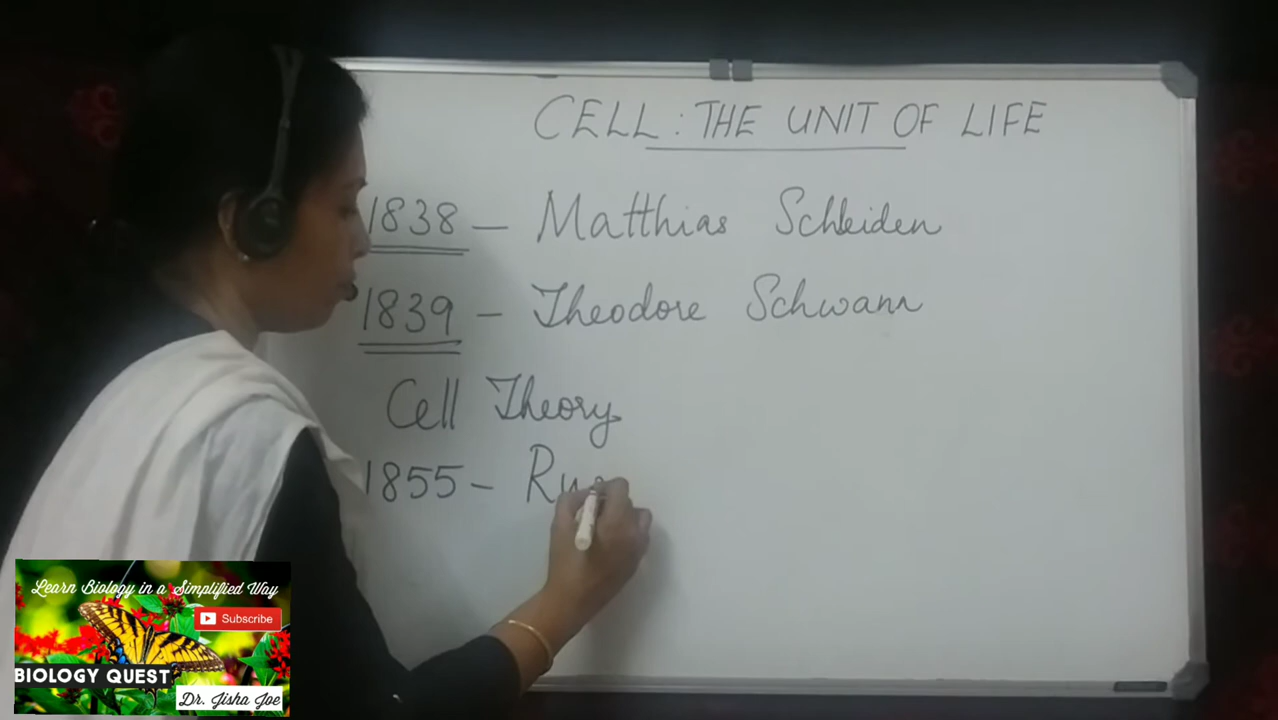 CELL : THE UNIT OF LIFE
1838 – Matthias Schleiden
1839 – Theodore Schwann
Cell Theory
1855 – Ru
Learn Biology in a Simplified Way
Subscribe
BIOLOGY QUEST
Dr. Jisha Joe